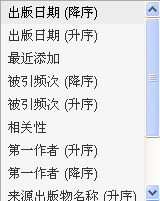 出版日期 (降序)
出版日期 (升序)
最近添加
被引频次 (降序)
被引频次 (升序)
相关性
第一作者 (升序)
第一作者 (降序)
来源出版物名称 (升序)